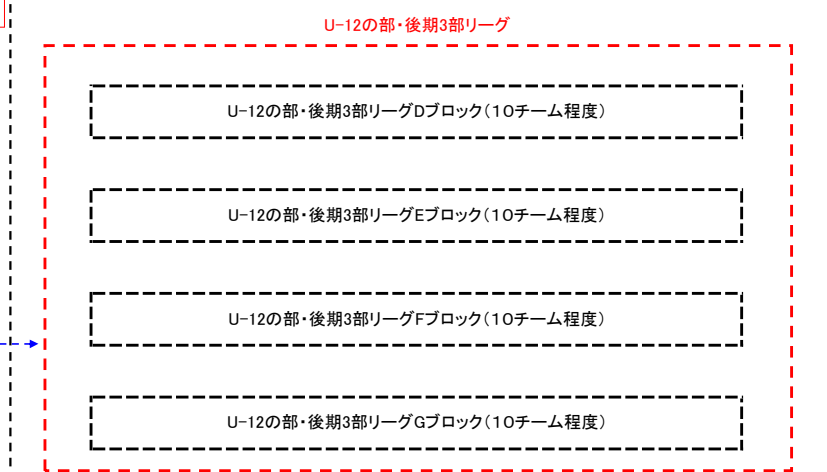 U-12の部・後期3部リーグ
U-12の部・後期3部リーグDブロック(10チーム程度)
U-12の部・後期3部リーグEブロック(10チーム程度)
U-12の部・後期3部リーグFブロック(10チーム程度)
U-12の部・後期3部リーグGブロック(10チーム程度)